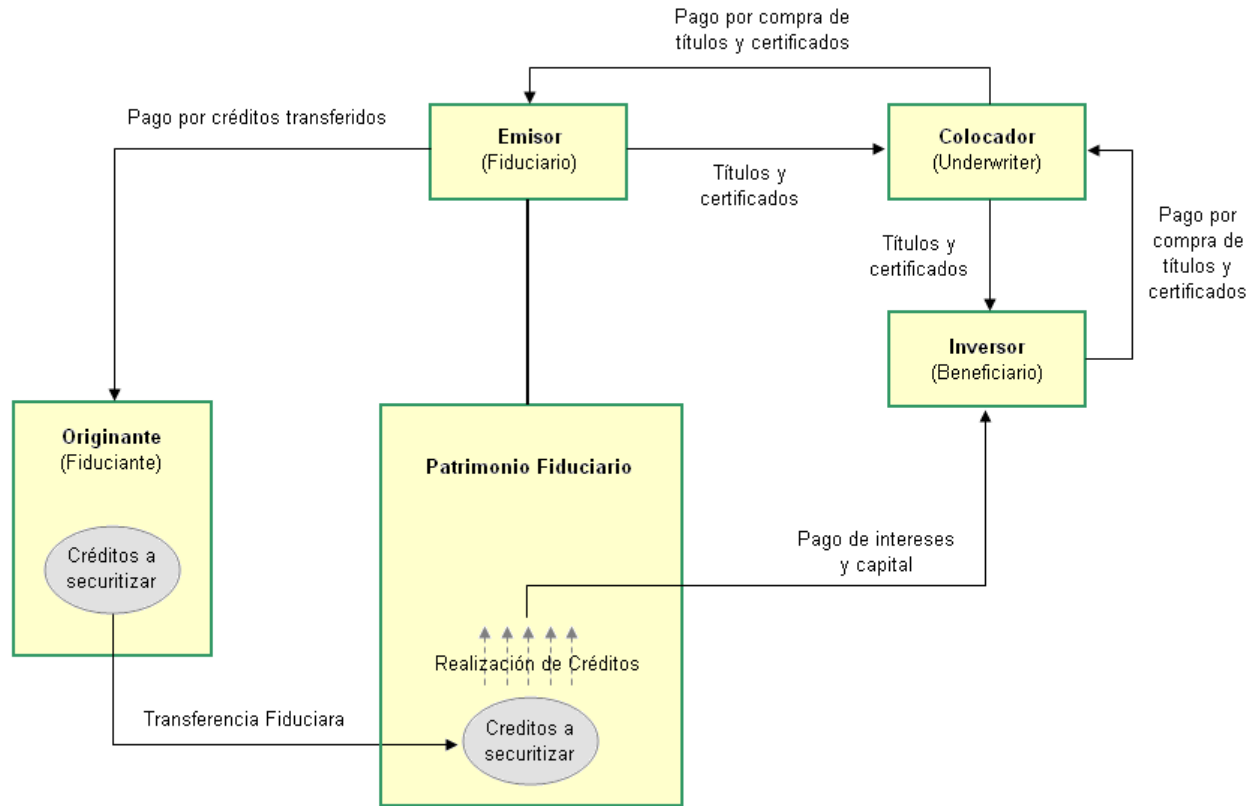 Pago por compra de
títulos y certificados
Pago por créditos transferidos
Emisor
(Fiduciario)
Colocador
(Underwriter)
Títulos y
certificados
Títulos y
certificados
Pago por
compra de
títulos y
certificados
Inversor
(Beneficiario)
Originante
(Fiduciante)
Patrimonio Fiduciario
Créditos a
securitizar
Pago de intereses
y capital
Realización de Créditos
Transferencia Fiduciara
Creditos a
securitizar